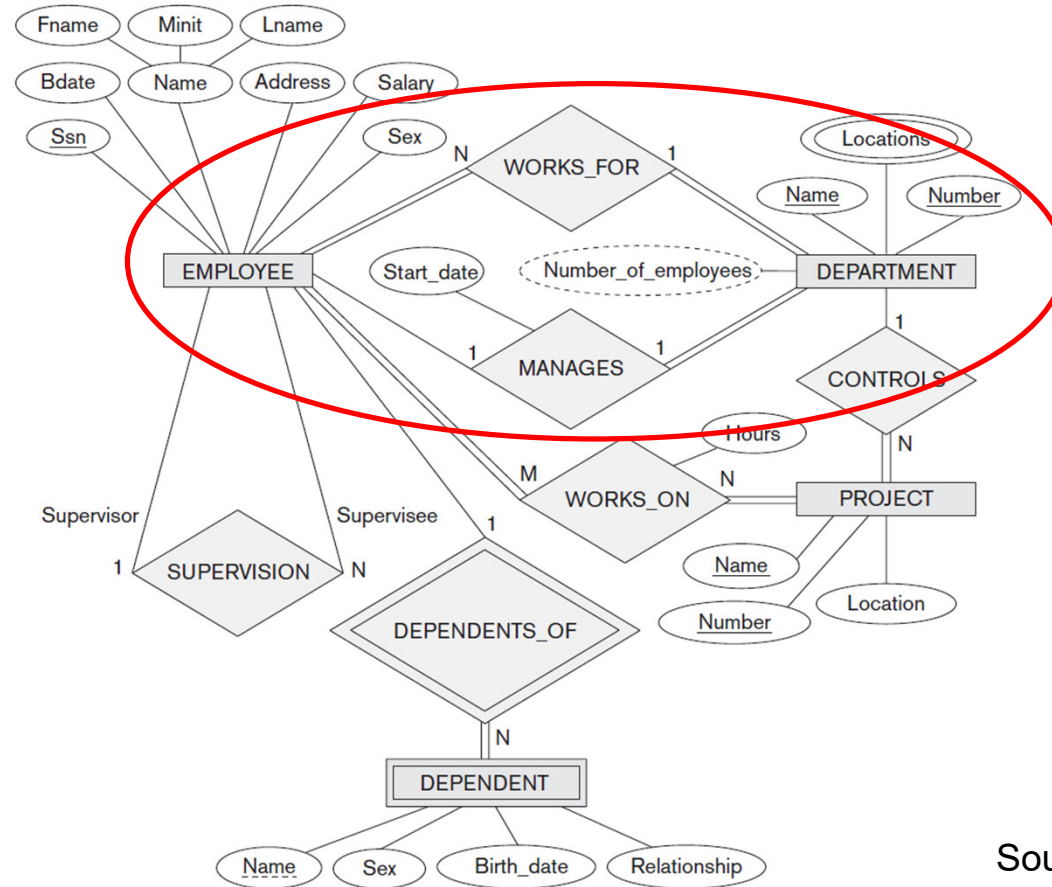 Fname Minit Lname
Bdate Name Address Salary
Ssn Sex
N WORKS_FOR 1
Locations
Name Number
EMPLOYEE Start_date Number_of_employees DEPARTMENT
1 MANAGES 1
1
CONTROLS
Hours
N
M WORKS_ON N PROJECT
Supervisor Supervisee 1
1 SUPERVISION N
Name
Number Location
DEPENDENTS_OF
N
DEPENDENT
Name Sex Birth_date Relationship